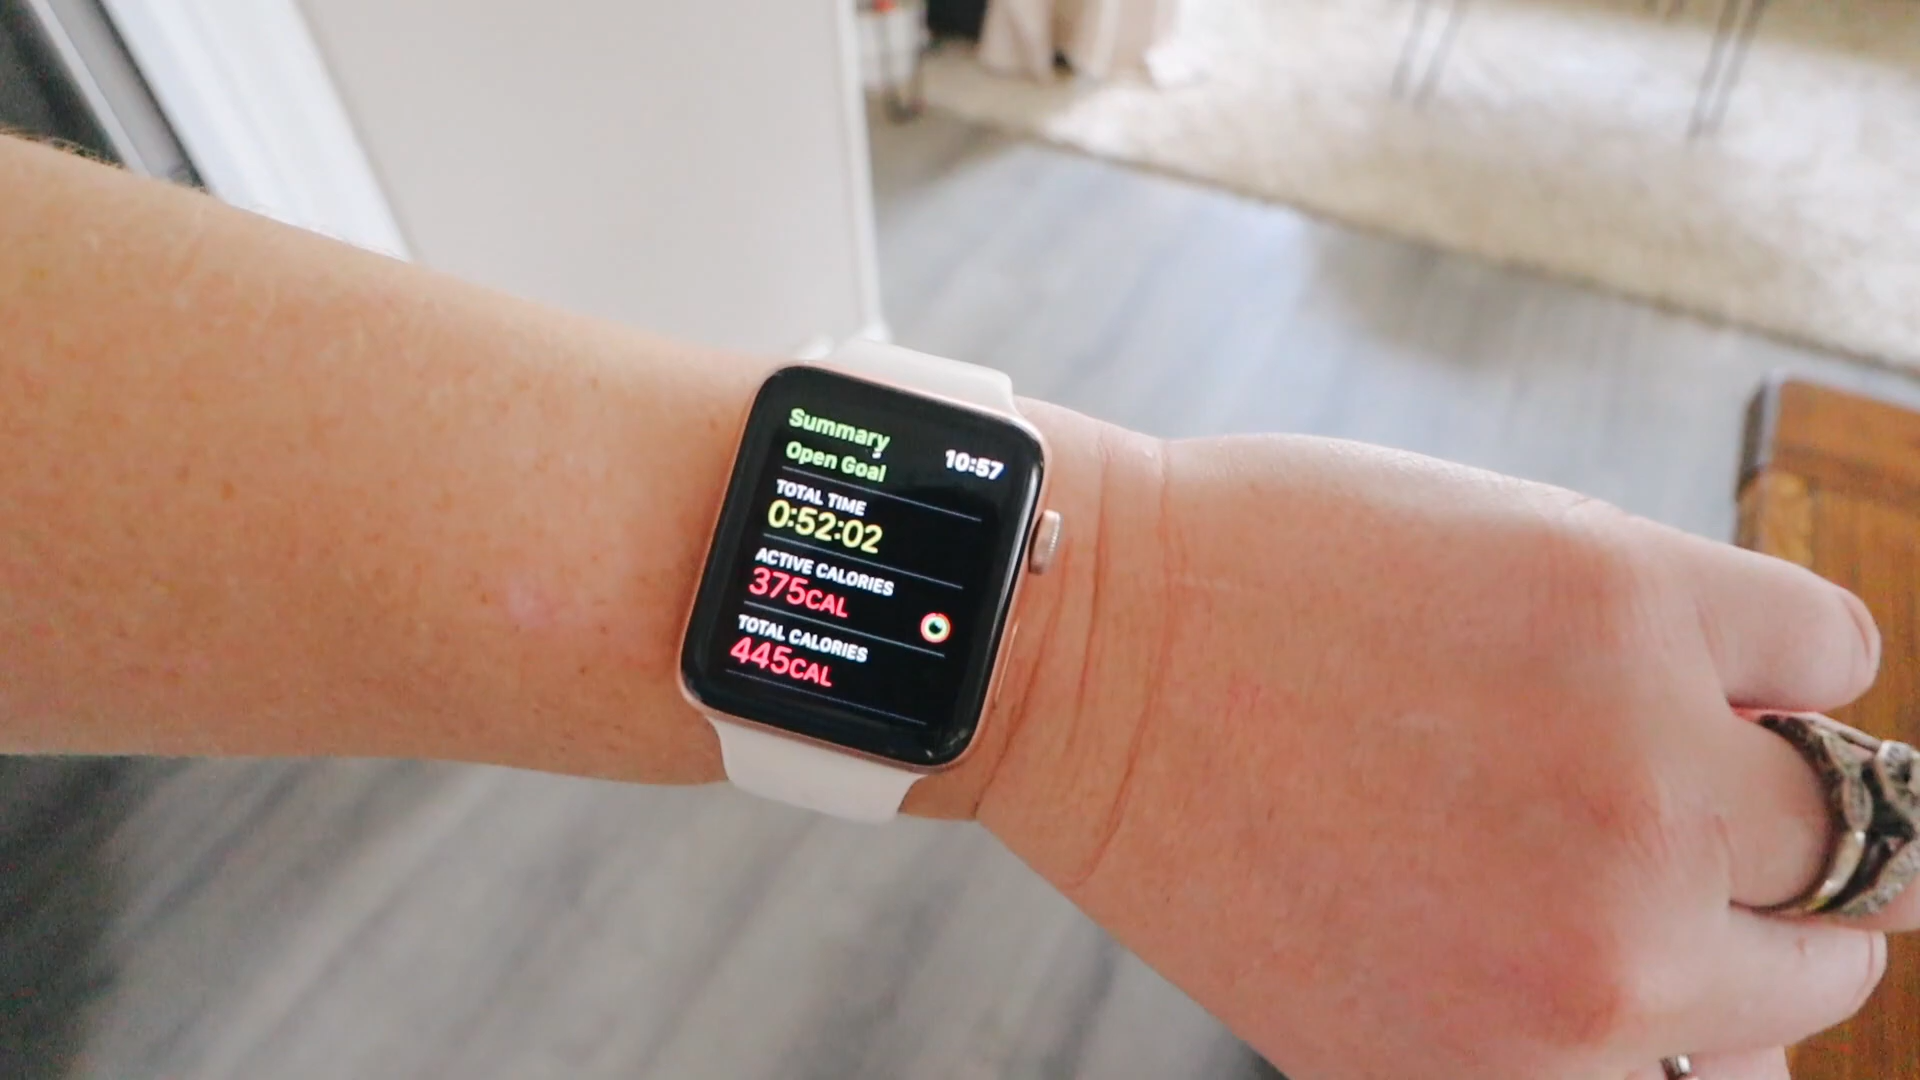 Summary
10:57
Open Goal
TOTAL TIME
0:52:02
ACTIVE CALORIES
375CAL
TOTAL CALORIES
445CAL